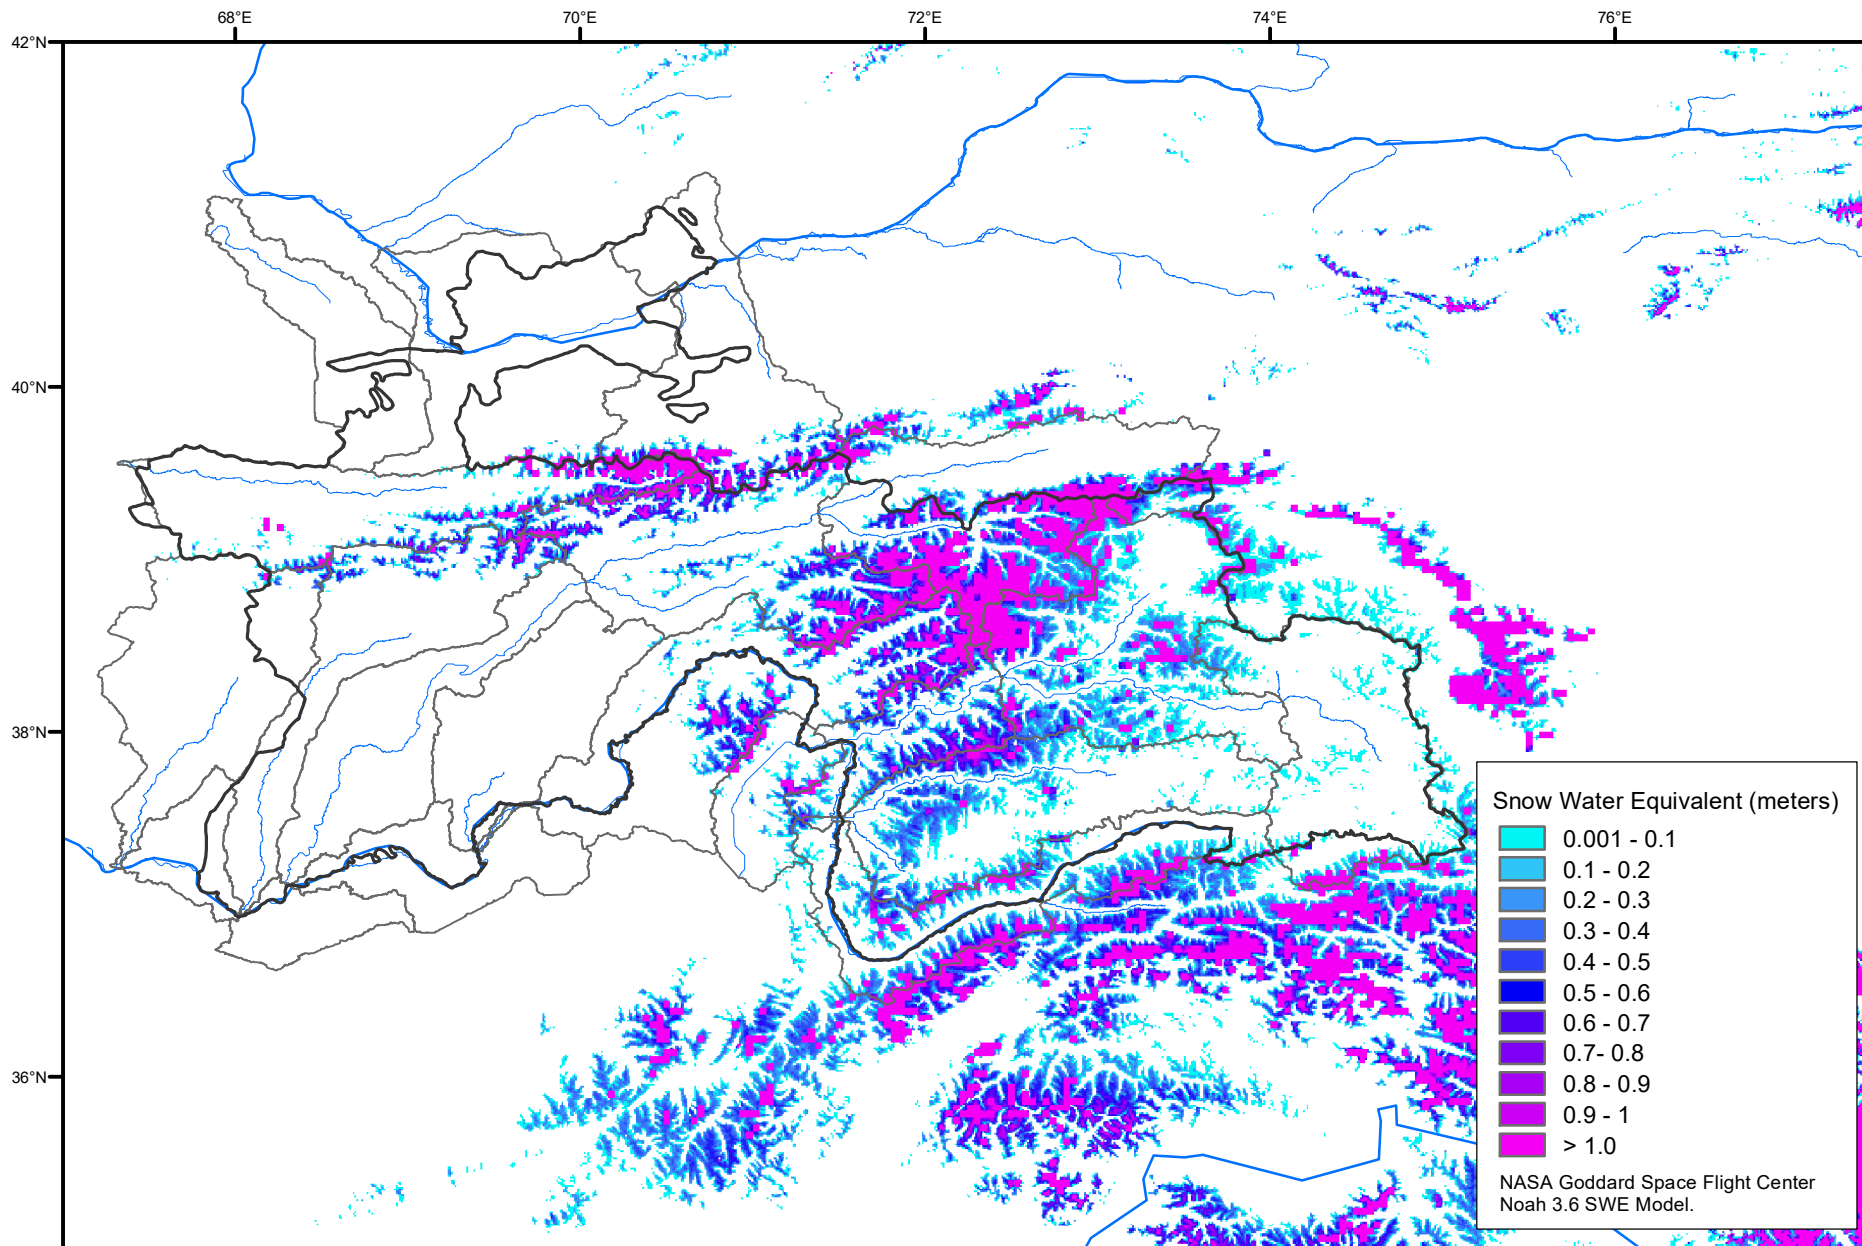 68°E 70°E 72°E 74°E 76°E
42°N
40°N
38°N
36°N
Snow Water Equivalent (meters)
0.001 - 0.1
0.1 - 0.2
0.2 - 0.3
0.3 - 0.4
0.4 - 0.5
0.5 - 0.6
0.6 - 0.7
0.7- 0.8
0.8 - 0.9
0.9 - 1
> 1.0
NASA Goddard Space Flight Center
Noah 3.6 SWE Model.